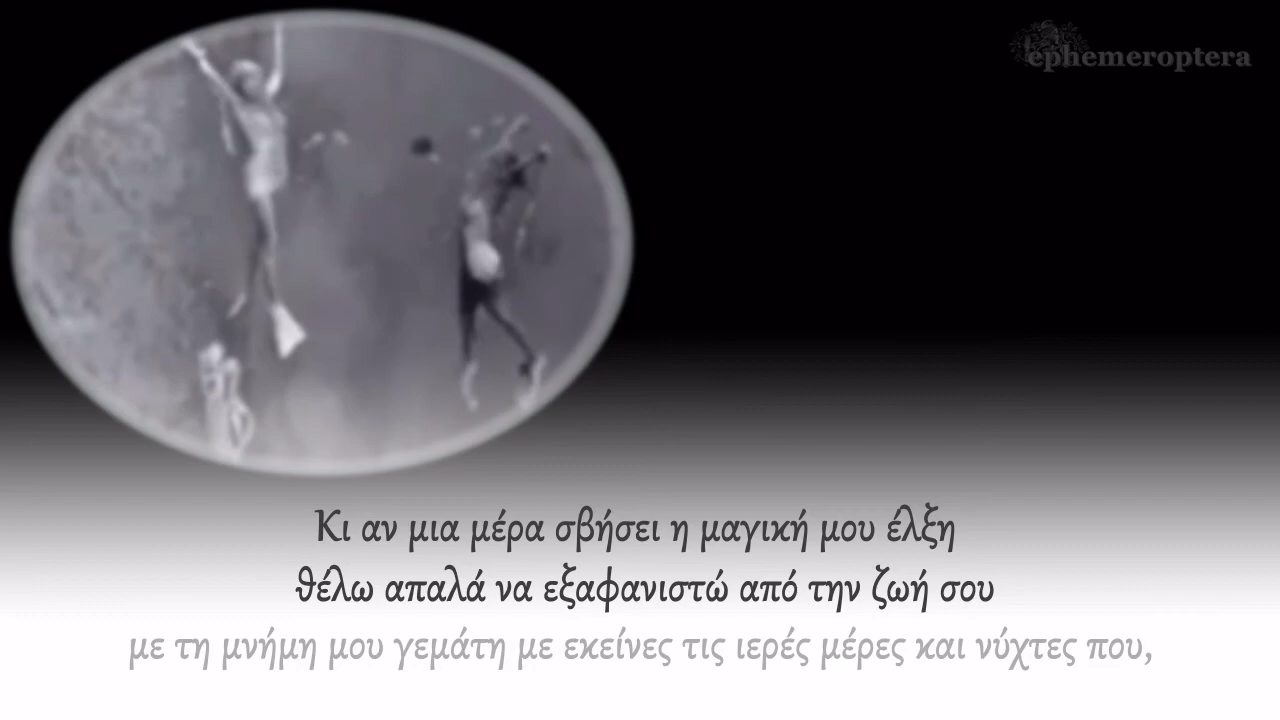 ephemeroptera
Κι αν μια μέρα σβήσει η μαγική μου έλξη
θέλω απαλά να εξαφανιστώ από την ζωή σου
με τη μνήμη μου γεμάτη με εκείνες τις ιερές μέρες και νύχτες που,